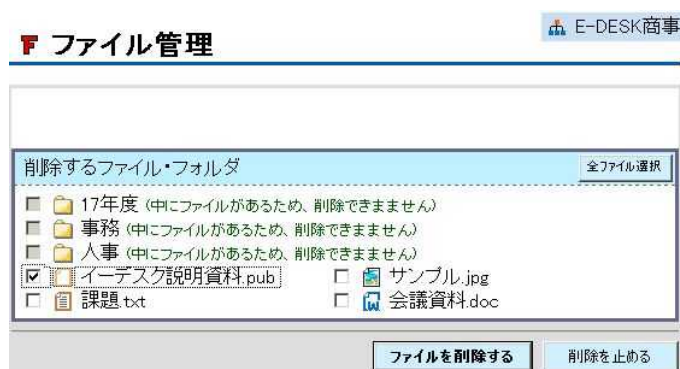 E-DESK商事
ファイル管理
削除するファイル・フォルダ 全ファイル選択
17年度 (中にファイルがあるため、削除できまません)
事務 (中にファイルがあるため、削除できまません)
人事 (中にファイルがあるため、削除できまません)
イーデスク説明資料.pub サンプル.jpg
課題.txt 会議資料.doc
ファイルを削除する 削除を止める